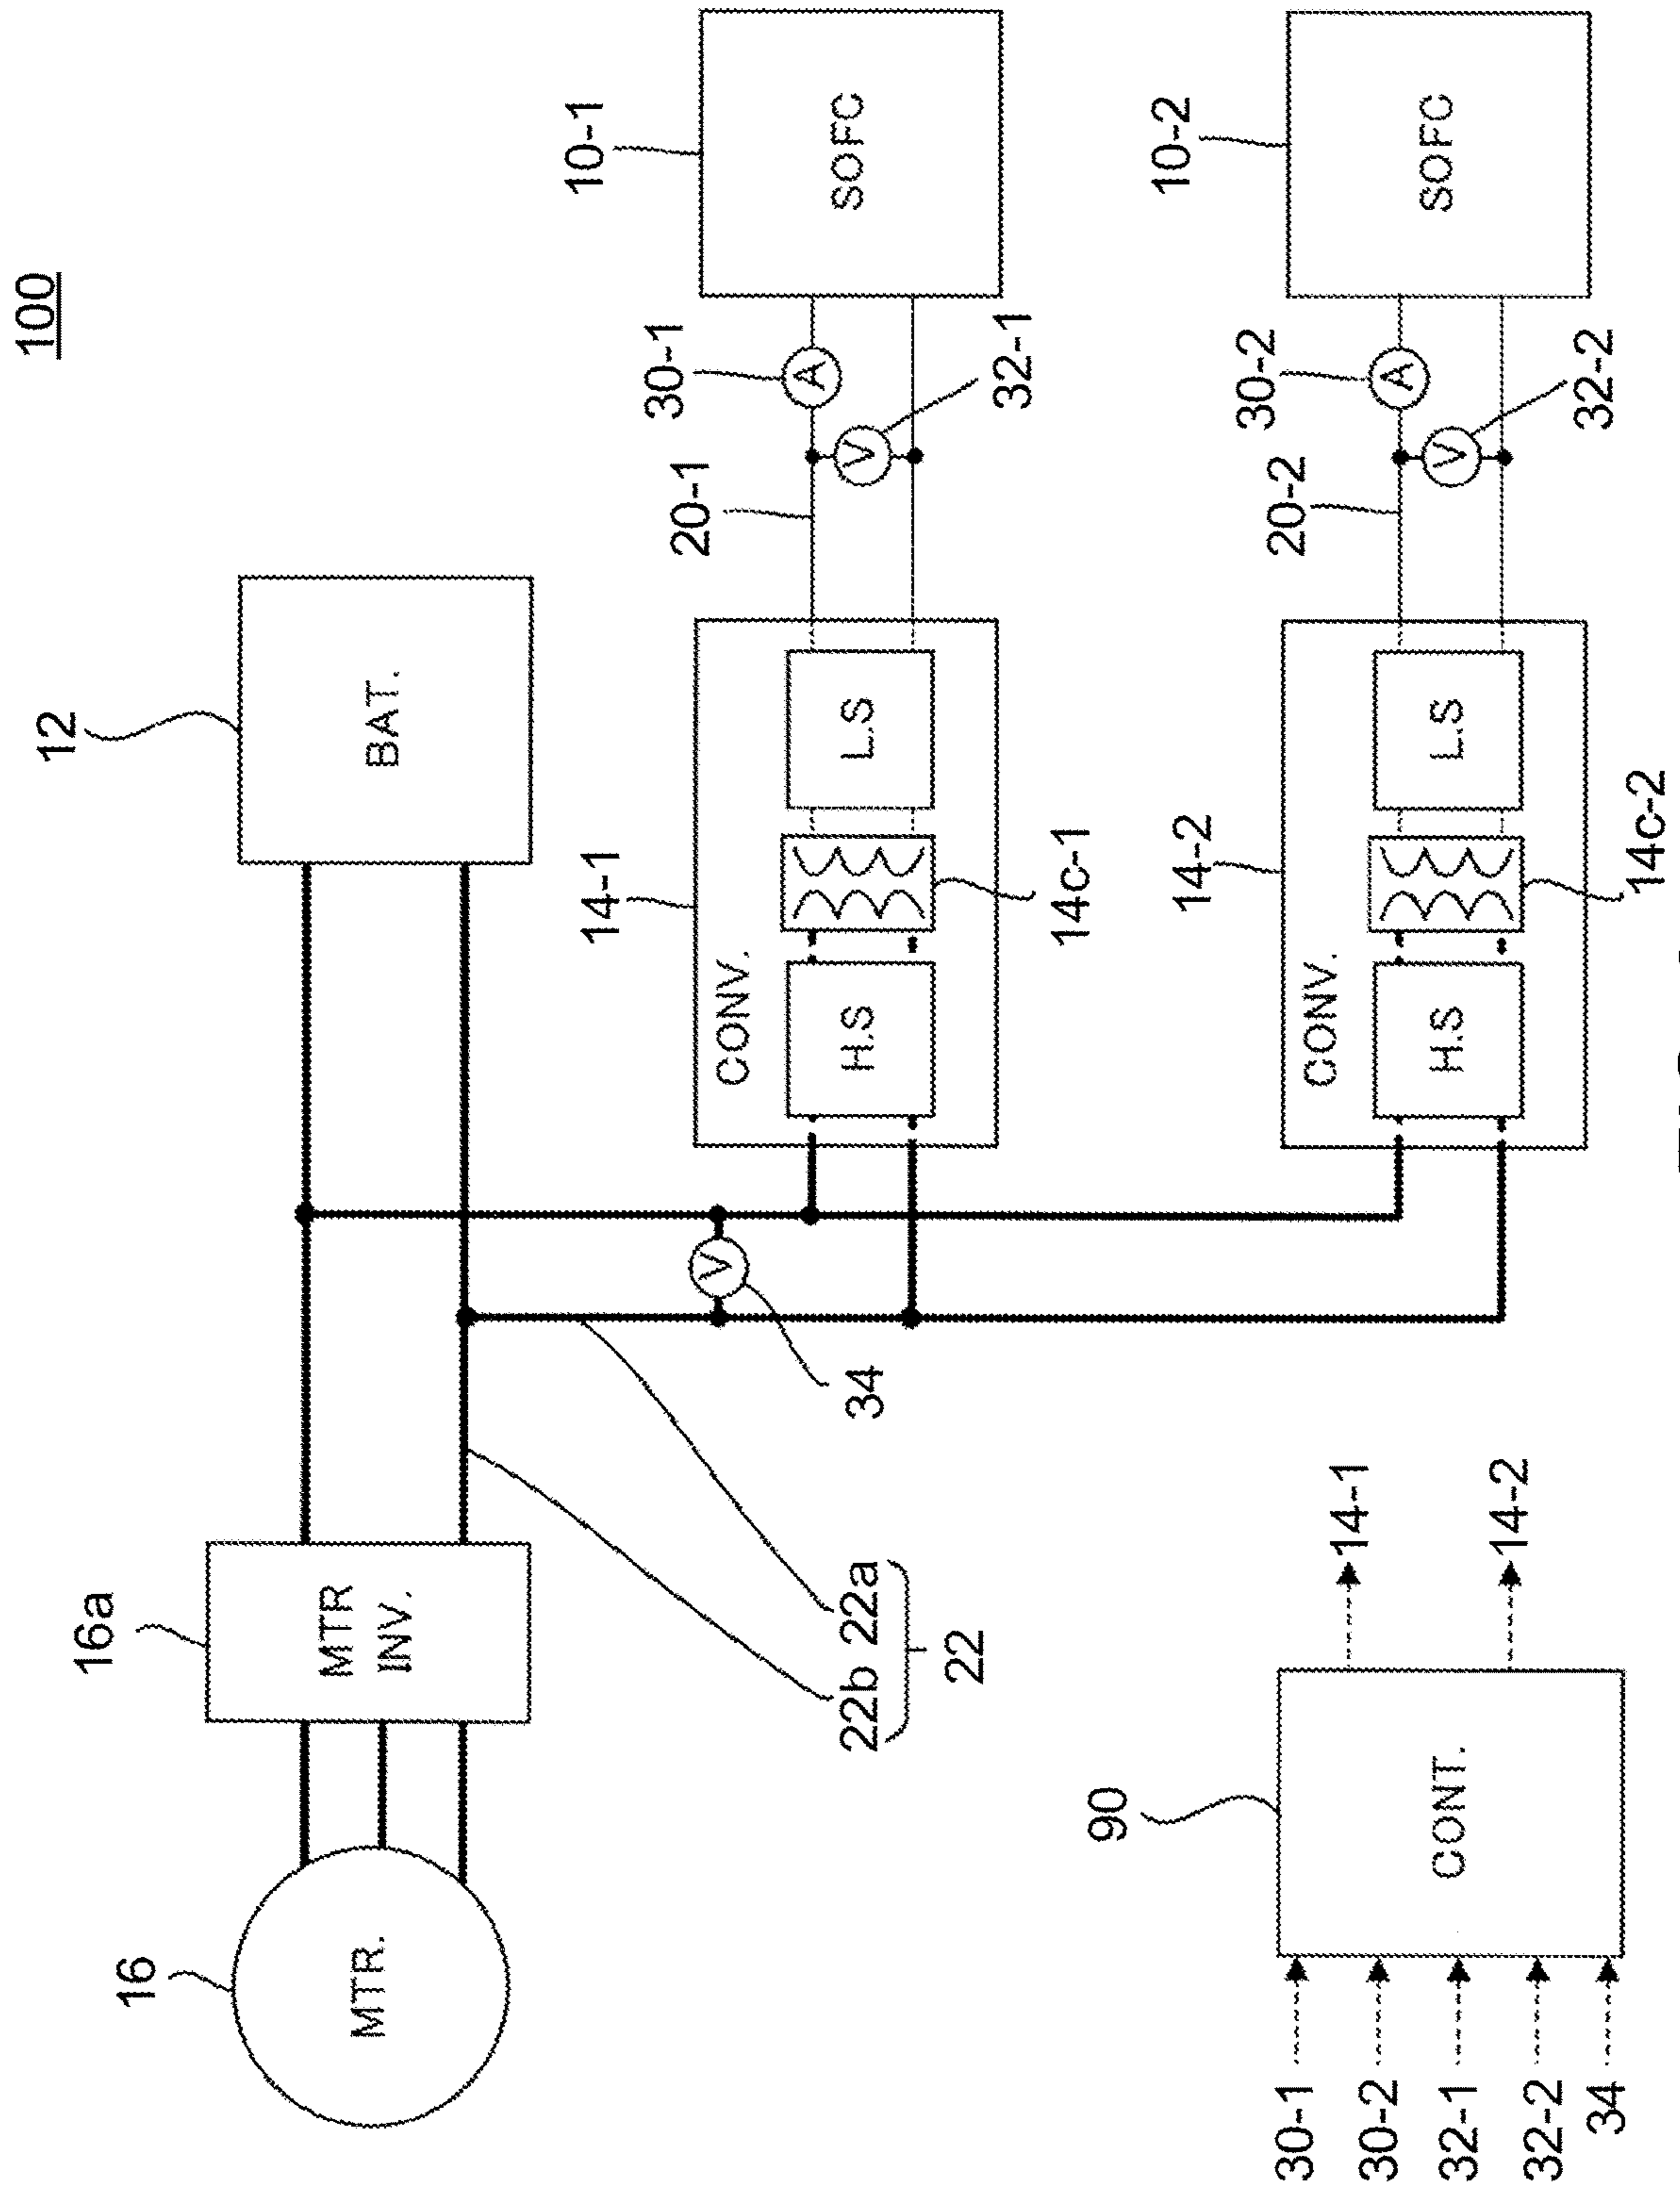 100
12
BAT.
16
MTR.
16a
MTR
INV.
10-1
SOFC
30-1
A
V
32-1
20-1
14-1
CONV.
H.S
L.S
14c-1
10-2
SOFC
30-2
A
V
32-2
20-2
14-2
CONV.
H.S
L.S
14c-2
V
34
22b 22a
22
90
CONT.
30-1
30-2
32-1
32-2
34
14-1
14-2